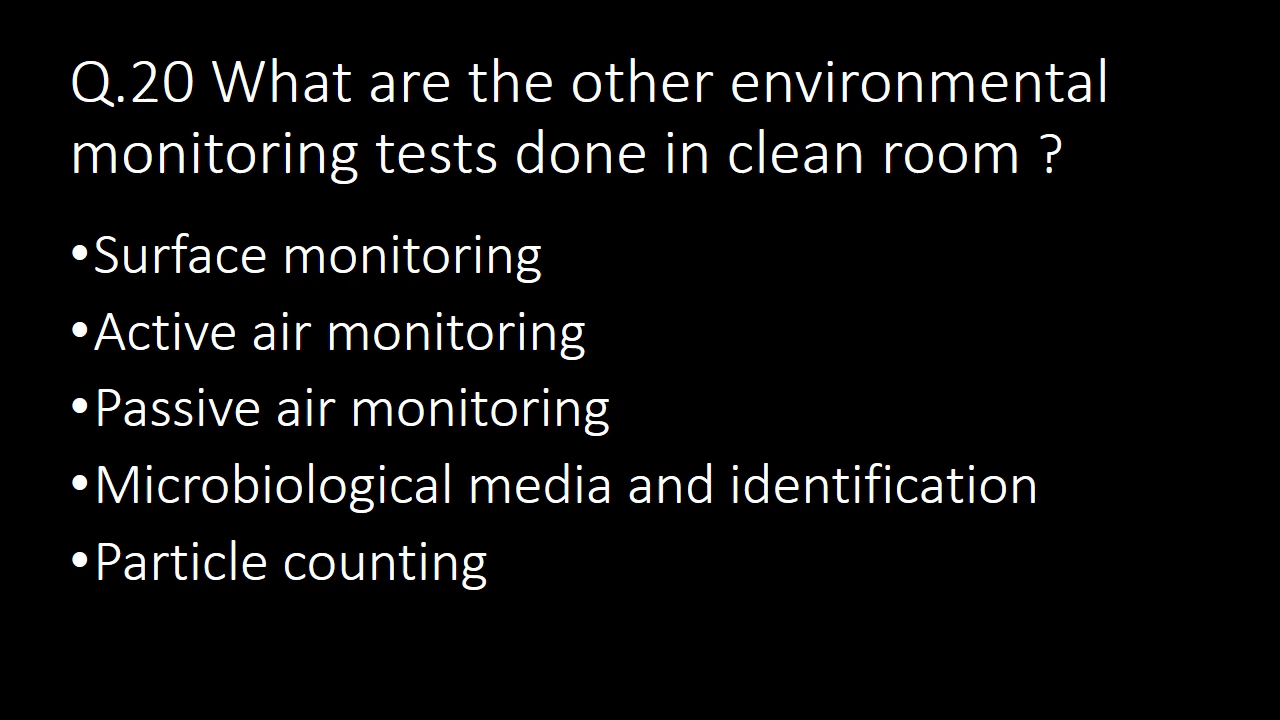 Q.20 What are the other environmental
monitoring tests done in clean room ?
•Surface monitoring
•Active air monitoring
•Passive air monitoring
•Microbiological media and identification
•Particle counting